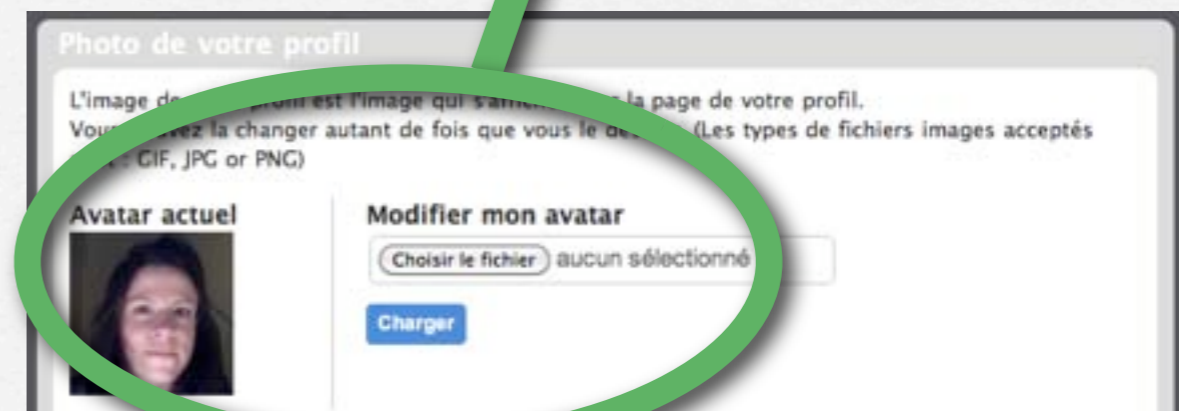 Photo de votre profil
L'image de profil est l'image qui la page de votre profil.
la changer autant de fois que vous le (Les types de fichiers images acceptés
: GIF, JPG or PNG)
Avatar actuel
Modifier mon avatar
Choisir le fichier aucun sélectionné
Charger